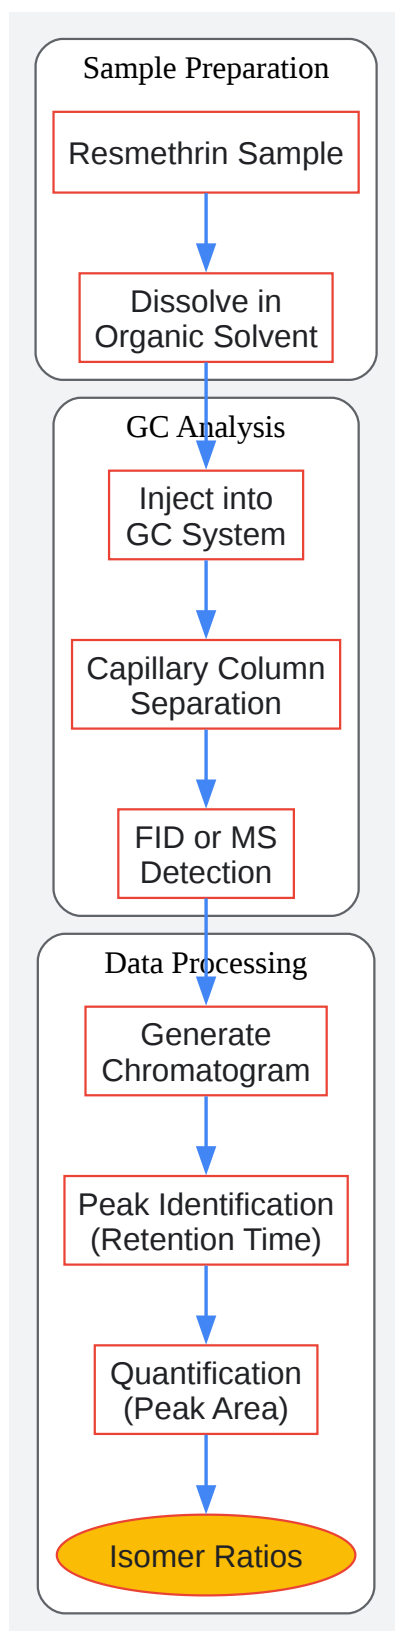 Sample Preparation
Resmethrin Sample
Dissolve in
Organic Solvent
GC Analysis
Inject into
GC System
Capillary Column
Separation
FID or MS
Detection
Data Processing
Generate
Chromatogram
Peak Identification
(Retention Time)
Quantification
(Peak Area)
Isomer Ratios